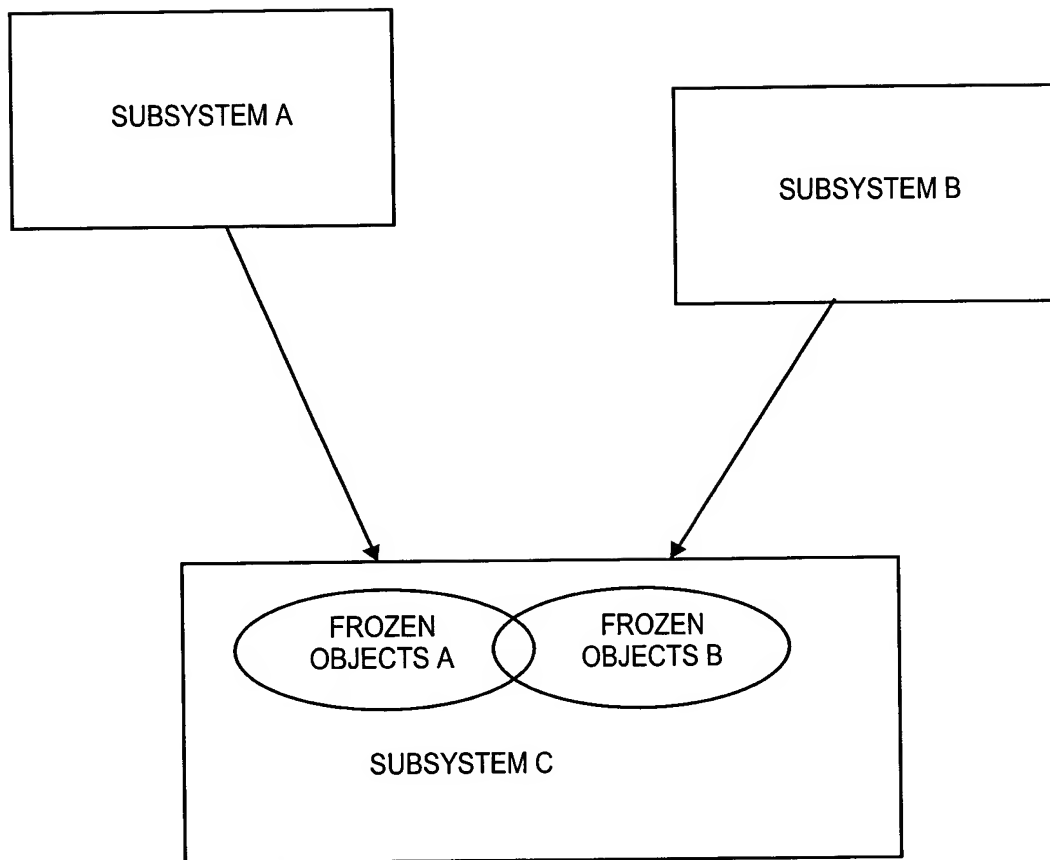 SUBSYSTEM A
SUBSYSTEM B
FROZEN
OBJECTS A
FROZEN
OBJECTS B
SUBSYSTEM C